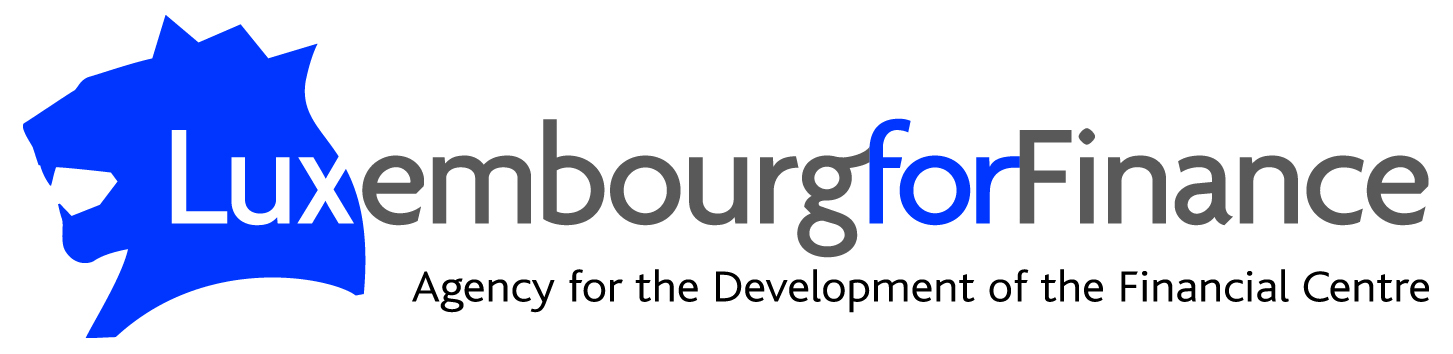 LuxembourgforFinance
Agency for the Development of the Financial Centre